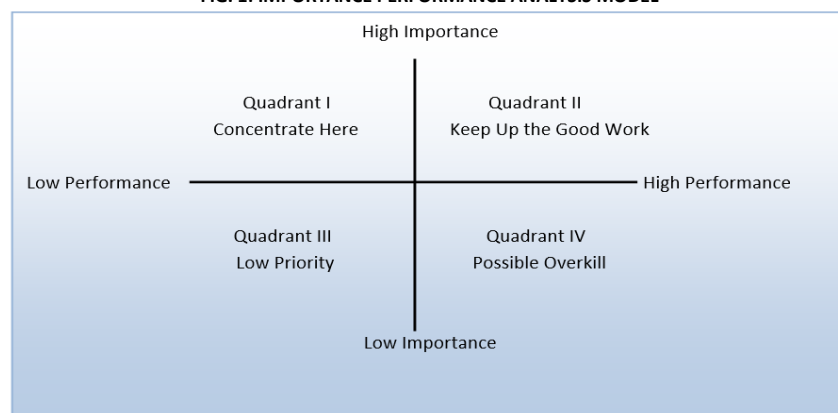 High Importance
Quadrant I
Concentrate Here
Quadrant II
Keep Up the Good Work
Low Performance
High Performance
Quadrant III
Low Priority
Quadrant IV
Possible Overkill
Low Importance